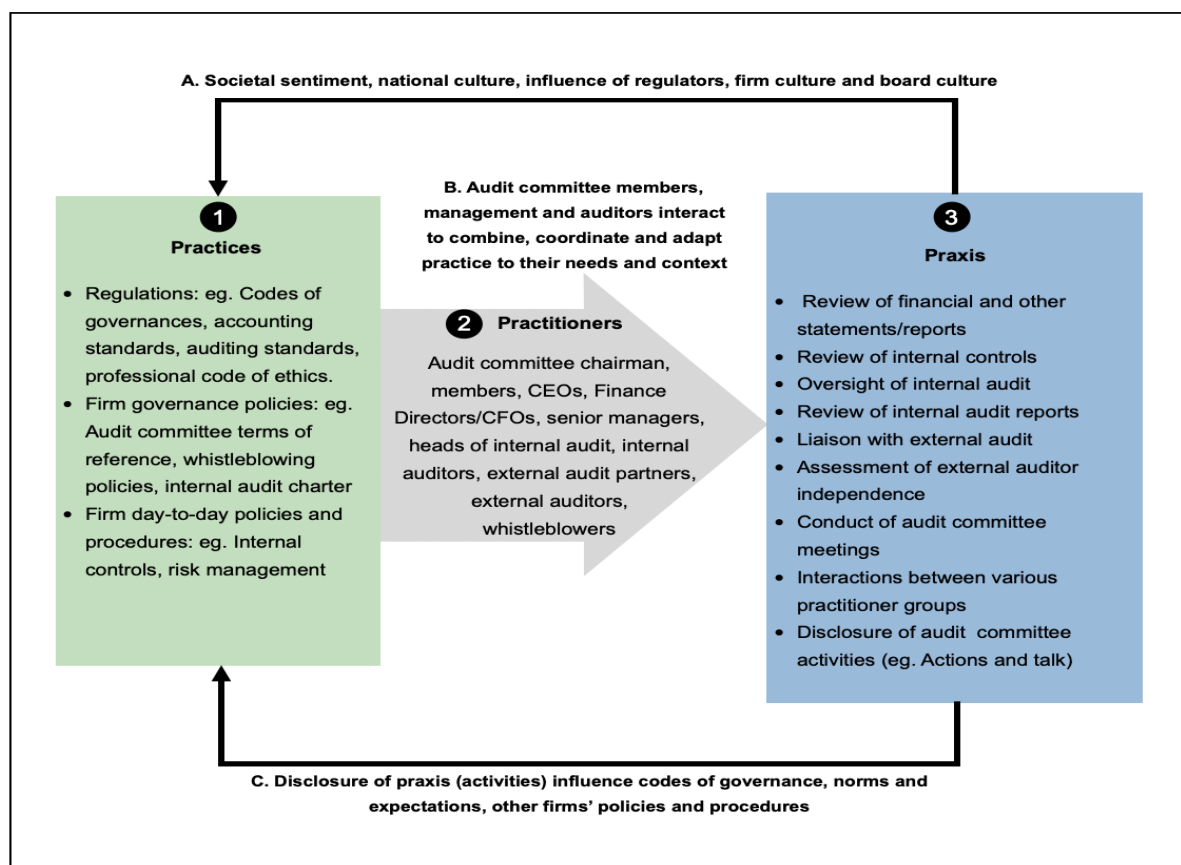 A. Societal sentiment, national culture, influence of regulators, firm culture and board culture
1
Practices
• Regulations: eg. Codes of
governances, accounting
standards, auditing standards,
professional code of ethics.
• Firm governance policies: eg.
Audit committee terms of
reference, whistleblowing
policies, internal audit charter
• Firm day-to-day policies and
procedures: eg. Internal
controls, risk management
B. Audit committee members,
management and auditors interact
to combine, coordinate and adapt
practice to their needs and context
2 Practitioners
Audit committee chairman,
members, CEOs, Finance
Directors/CFOs, senior managers,
heads of internal audit, internal
auditors, external audit partners,
external auditors,
whistleblowers
3
Praxis
• Review of financial and other
statements/reports
• Review of internal controls
• Oversight of internal audit
• Review of internal audit reports
• Liaison with external audit
• Assessment of external auditor
independence
• Conduct of audit committee
meetings
• Interactions between various
practitioner groups
• Disclosure of audit committee
activities (eg. Actions and talk)
C. Disclosure of praxis (activities) influence codes of governance, norms and
expectations, other firms’ policies and procedures